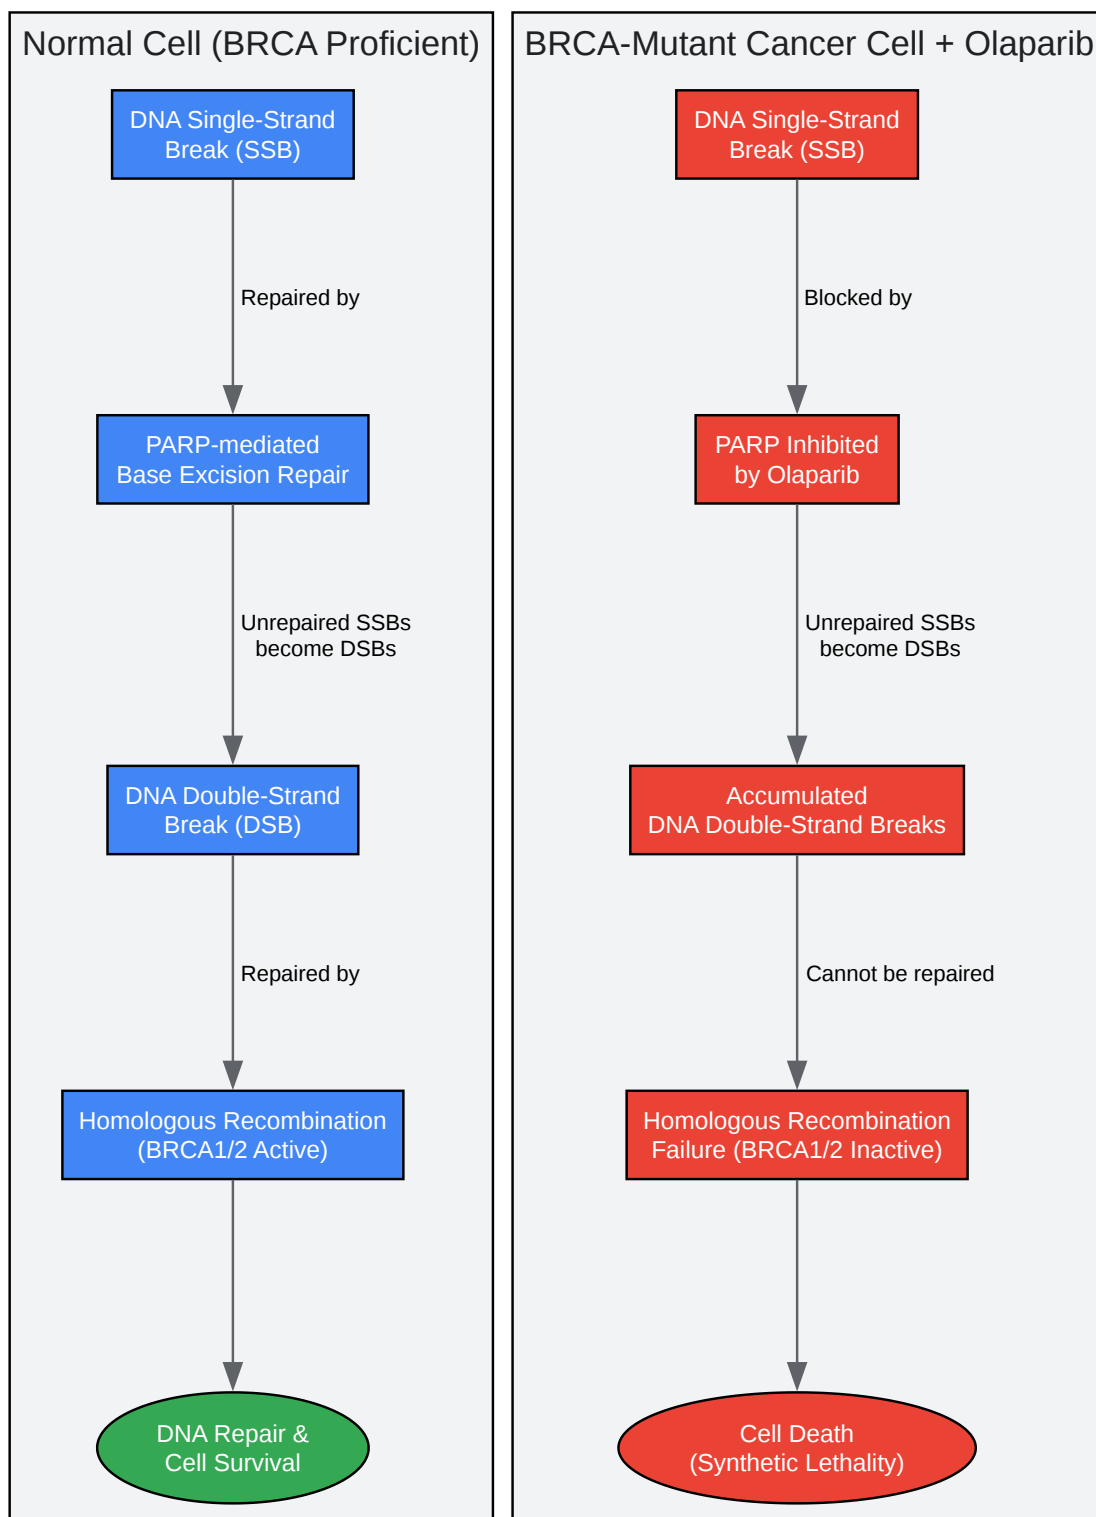 Normal Cell (BRCA Proficient)
DNA Single-Strand
Break (SSB)
Repaired by
PARP-mediated
Base Excision Repair
Unrepaired SSBs
become DSBs
DNA Double-Strand
Break (DSB)
Repaired by
Homologous Recombination
(BRCA1/2 Active)
DNA Repair &
Cell Survival
BRCA-Mutant Cancer Cell + Olaparib
DNA Single-Strand
Break (SSB)
Blocked by
PARP Inhibited
by Olaparib
Unrepaired SSBs
become DSBs
Accumulated
DNA Double-Strand Breaks
Cannot be repaired
Homologous Recombination
Failure (BRCA1/2 Inactive)
Cell Death
(Synthetic Lethality)